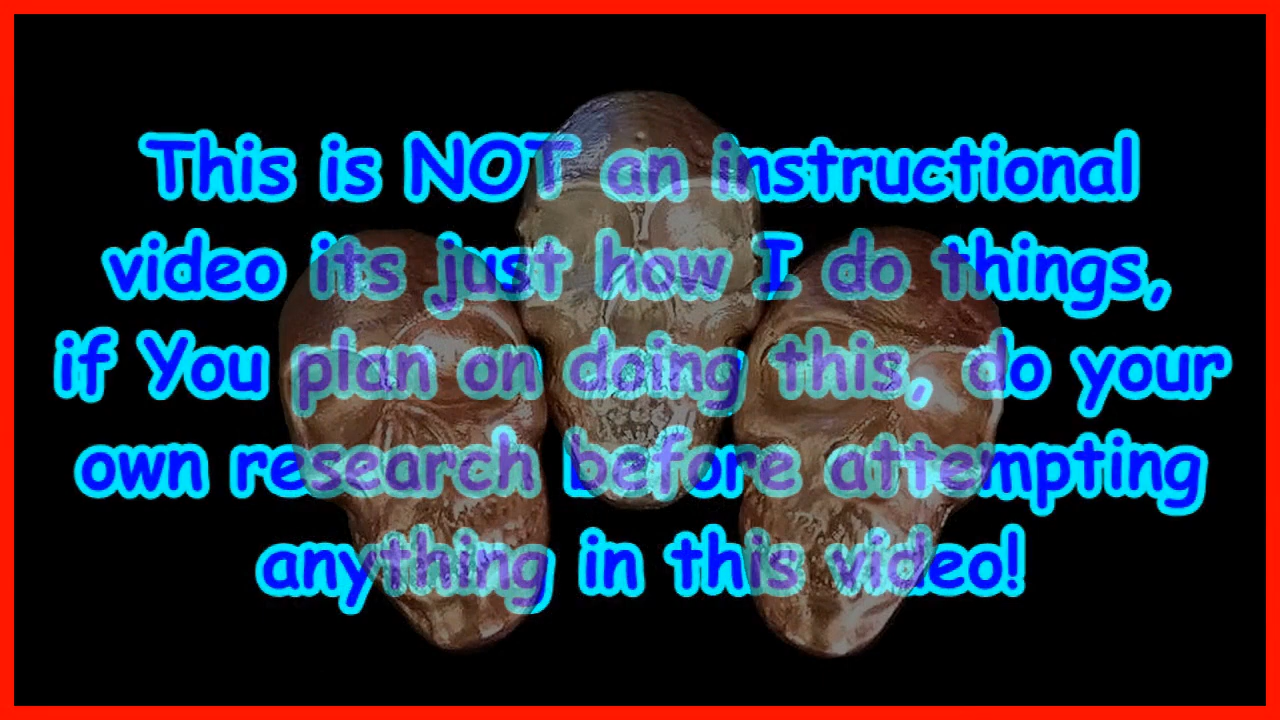 This is NOT an instructional
video its just how I do things,
if You plan on doing this, do your
own research before attempting
anything in this video!